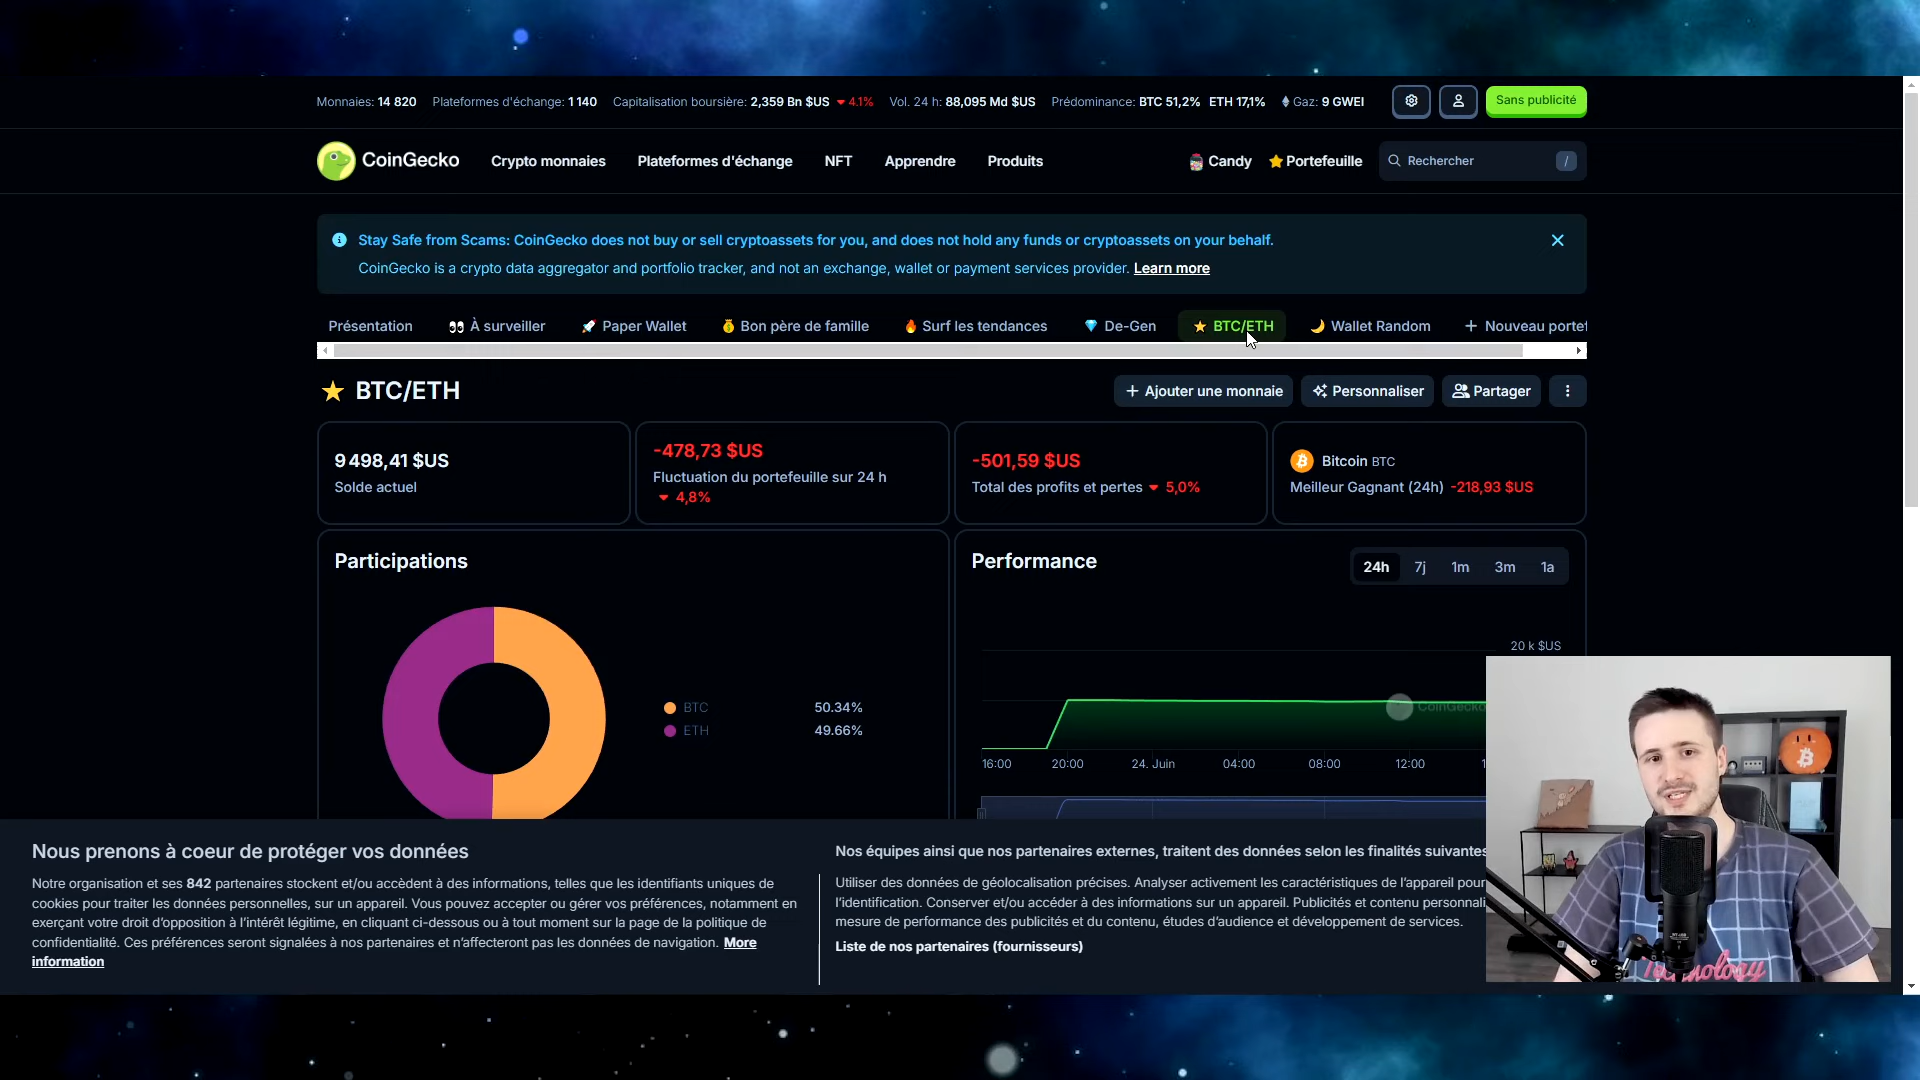 Monnaies: 14 820 Plateformes d'échange: 1 140 Capitalisation boursière: 2,359 Bn $US 4.1% Vol. 24 h: 88,095 Md $US Prédominance: BTC 51,2% ETH 17,1% Gaz: 9 GWEI Sans publicité
CoinGecko Crypto monnaies Plateformes d'échange NFT Apprendre Produits Candy Portefeuille Rechercher /
Stay Safe from Scams: CoinGecko does not buy or sell cryptoassets for you, and does not hold any funds or cryptoassets on your behalf.
CoinGecko is a crypto data aggregator and portfolio tracker, and not an exchange, wallet or payment services provider. Learn more
Présentation À surveiller Paper Wallet Bon père de famille Surf les tendances De-Gen BTC/ETH Wallet Random + Nouveau portef
BTC/ETH
+ Ajouter une monnaie Personnaliser Partager
9 498,41 $US
Solde actuel
-478,73 $US
Fluctuation du portefeuille sur 24 h
4,8%
-501,59 $US
Total des profits et pertes 5,0%
Bitcoin BTC
Meilleur Gagnant (24h) -218,93 $US
Participations
BTC 50.34%
ETH 49.66%
Performance
24h 7j 1m 3m 1a
20 k $US
CoinGecko
16:00 20:00 24. Juin 04:00 08:00 12:00 1
Nous prenons à coeur de protéger vos données
Notre organisation et ses 842 partenaires stockent et/ou accèdent à des informations, telles que les identifiants uniques de
cookies pour traiter les données personnelles, sur un appareil. Vous pouvez accepter ou gérer vos préférences, notamment en
exerçant votre droit d'opposition à l'intérêt légitime, en cliquant ci-dessous ou à tout moment sur la page de la politique de
confidentialité. Ces préférences seront signalées à nos partenaires et n'affecteront pas les données de navigation. More
information
Nos équipes ainsi que nos partenaires externes, traitent des données selon les finalités suivantes
Utiliser des données de géolocalisation précises. Analyser activement les caractéristiques de l'appareil pour
l'identification. Conserver et/ou accéder à des informations sur un appareil. Publicités et contenu personnali
mesure de performance des publicités et du contenu, études d'audience et développement de services.
Liste de nos partenaires (fournisseurs)